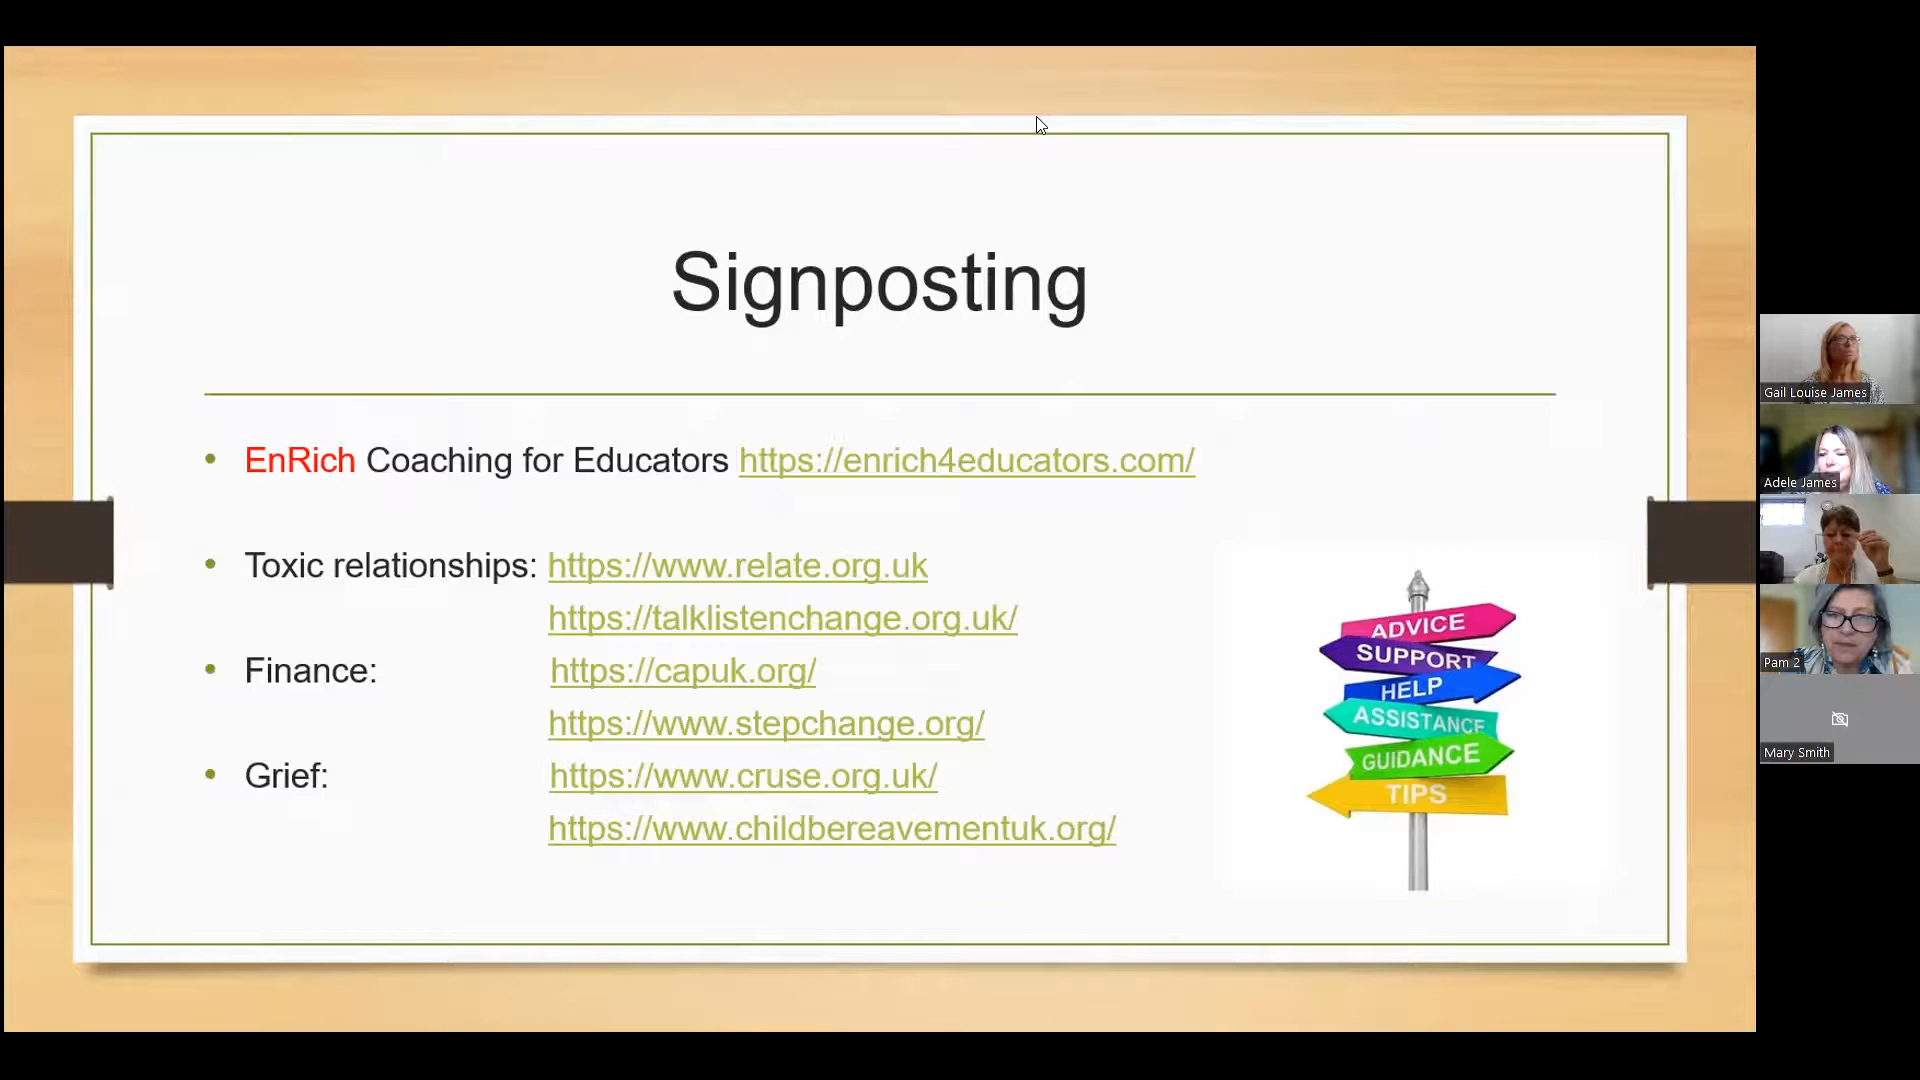 Signposting
• EnRich Coaching for Educators https://enrich4educators.com/
• Toxic relationships: https://www.relate.org.uk
https://talklistenchange.org.uk/
• Finance: https://capuk.org/
https://www.stepchange.org/
• Grief: https://www.cruse.org.uk/
https://www.childbereavementuk.org/
ADVICE
SUPPORT
HELP
ASSISTANCE
GUIDANCE
TIPS
Gail Louise James
Adele James
Pam 2
Mary Smith